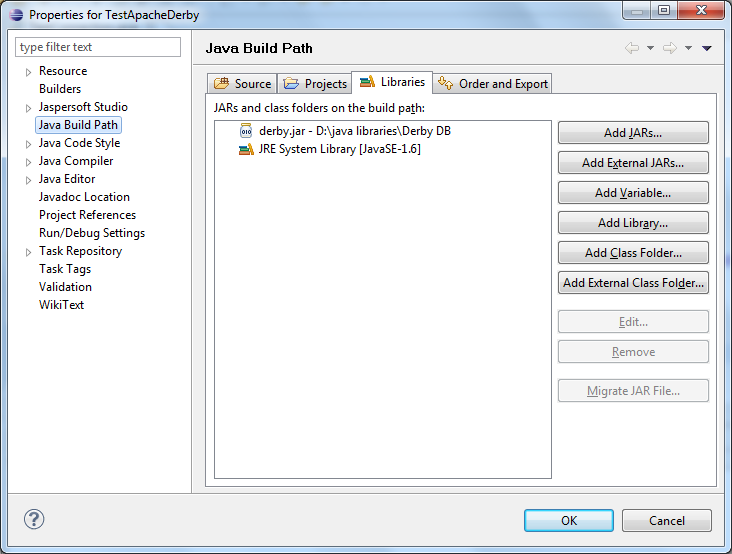 Properties for TestApacheDerby
type filter text
Resource
Builders
Jaspersoft Studio
Java Build Path
Java Code Style
Java Compiler
Java Editor
Javadoc Location
Project References
Run/Debug Settings
Task Repository
Task Tags
Validation
WikiText
Java Build Path
Source Projects Libraries Order and Export
JARs and class folders on the build path:
derby.jar - D:\java libraries\Derby DB
JRE System Library [JavaSE-1.6]
Add JARs...
Add External JARs...
Add Variable...
Add Library...
Add Class Folder...
Add External Class Folder...
Edit...
Remove
Migrate JAR File...
OK Cancel